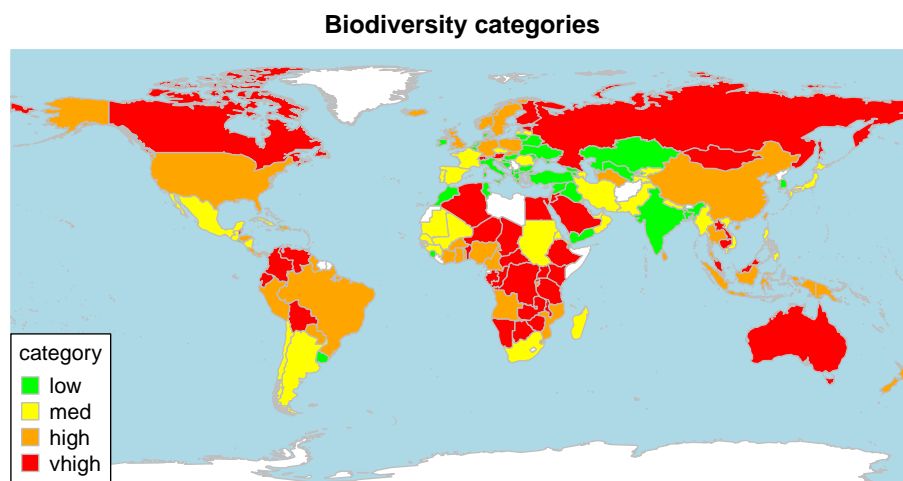 Biodiversity categories
category
low
med
high
vhigh